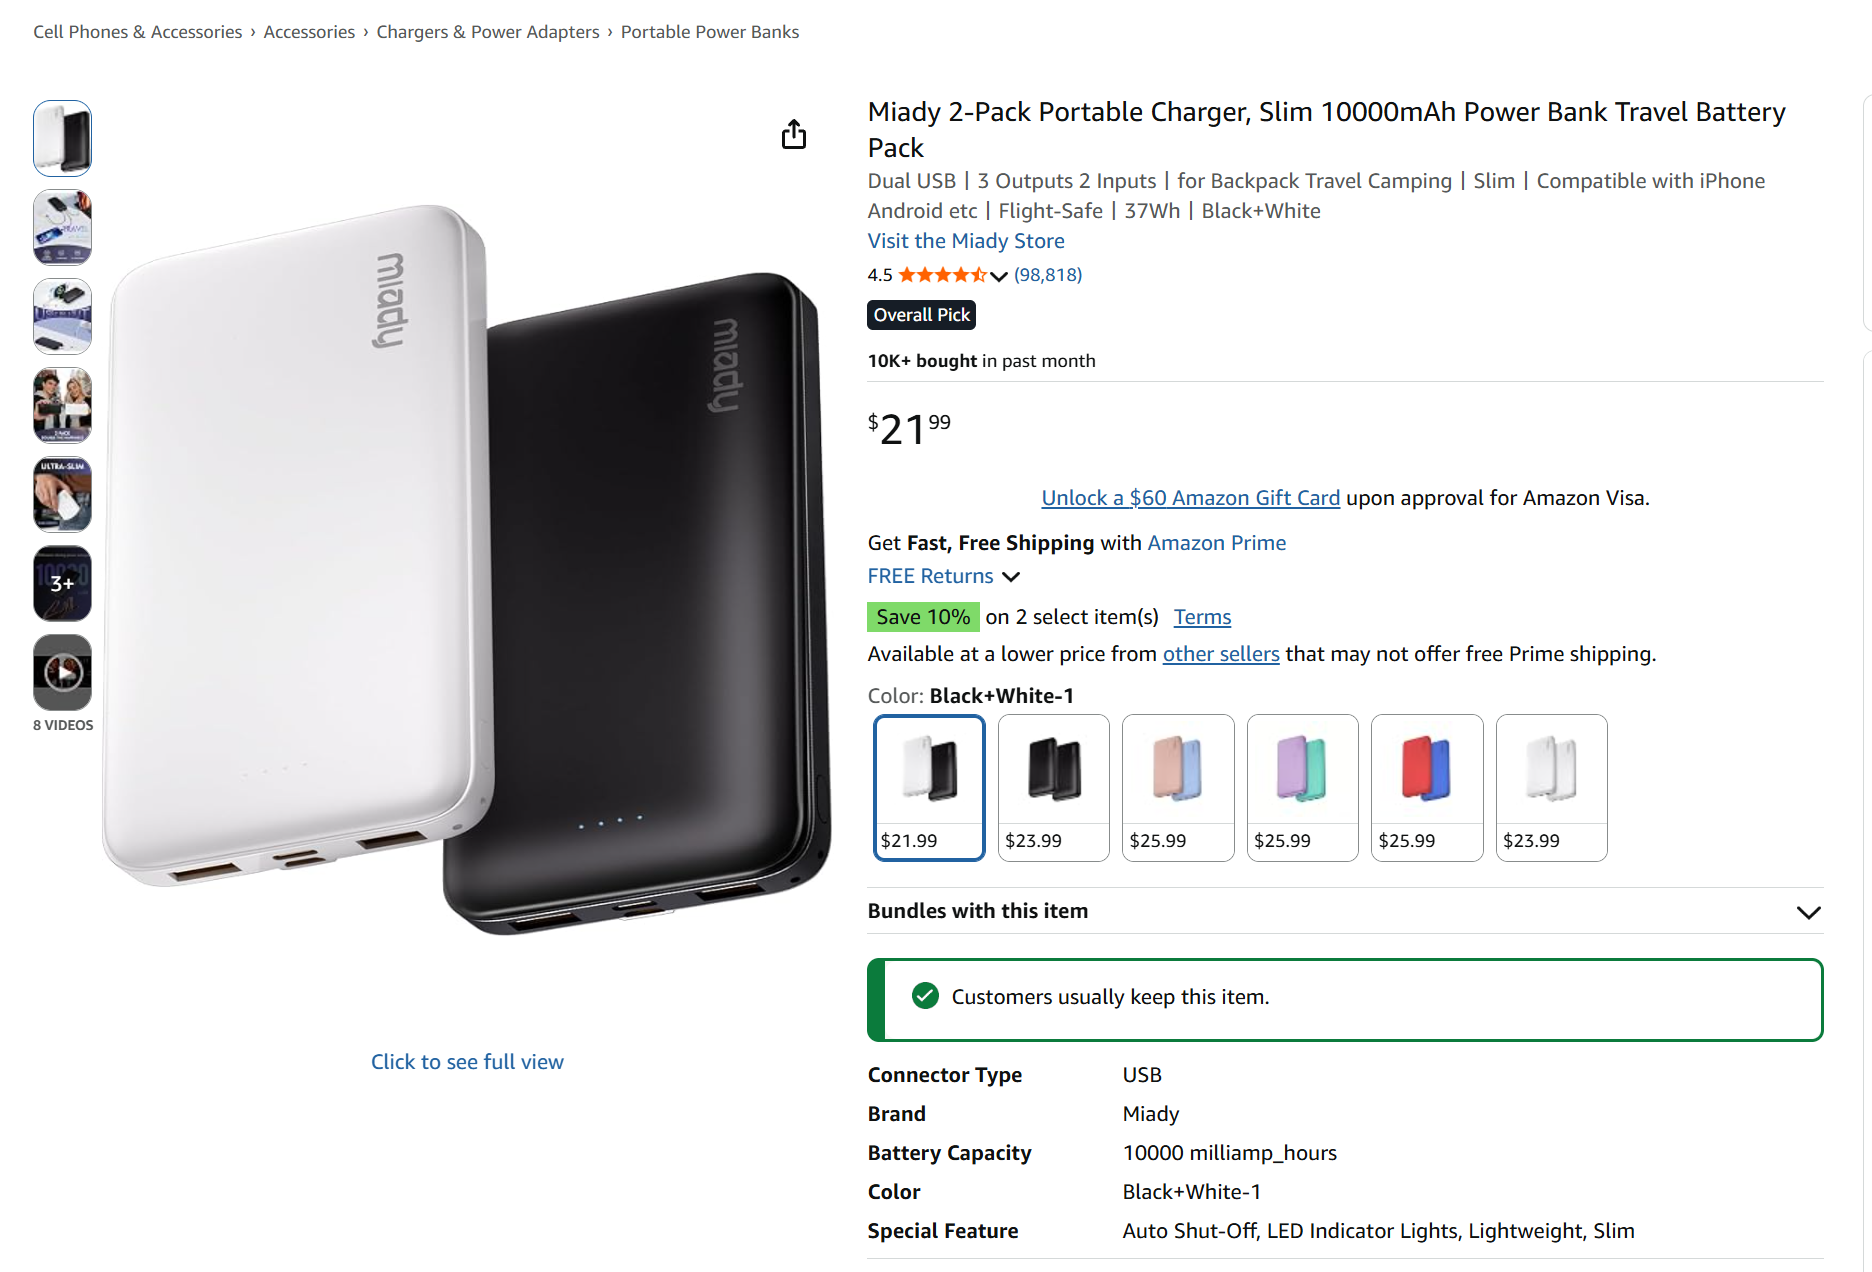 Cell Phones & Accessories › Accessories › Chargers & Power Adapters › Portable Power Banks
ULTRA-SLIM
3+
8 VIDEOS
miady
miady
Click to see full view
Miady 2-Pack Portable Charger, Slim 10000mAh Power Bank Travel Battery
Pack
Dual USB | 3 Outputs 2 Inputs | for Backpack Travel Camping | Slim | Compatible with iPhone
Android etc | Flight-Safe | 37Wh | Black+White
Visit the Miady Store
4.5 (98,818)
Overall Pick
10K+ bought in past month
$21 99
Unlock a $60 Amazon Gift Card upon approval for Amazon Visa.
Get Fast, Free Shipping with Amazon Prime
FREE Returns
Save 10% on 2 select item(s) Terms
Available at a lower price from other sellers that may not offer free Prime shipping.
Color: Black+White-1
$21.99 $23.99 $25.99 $25.99 $25.99 $23.99
Bundles with this item
Customers usually keep this item.
Connector Type USB
Brand Miady
Battery Capacity 10000 milliamp_hours
Color Black+White-1
Special Feature Auto Shut-Off, LED Indicator Lights, Lightweight, Slim